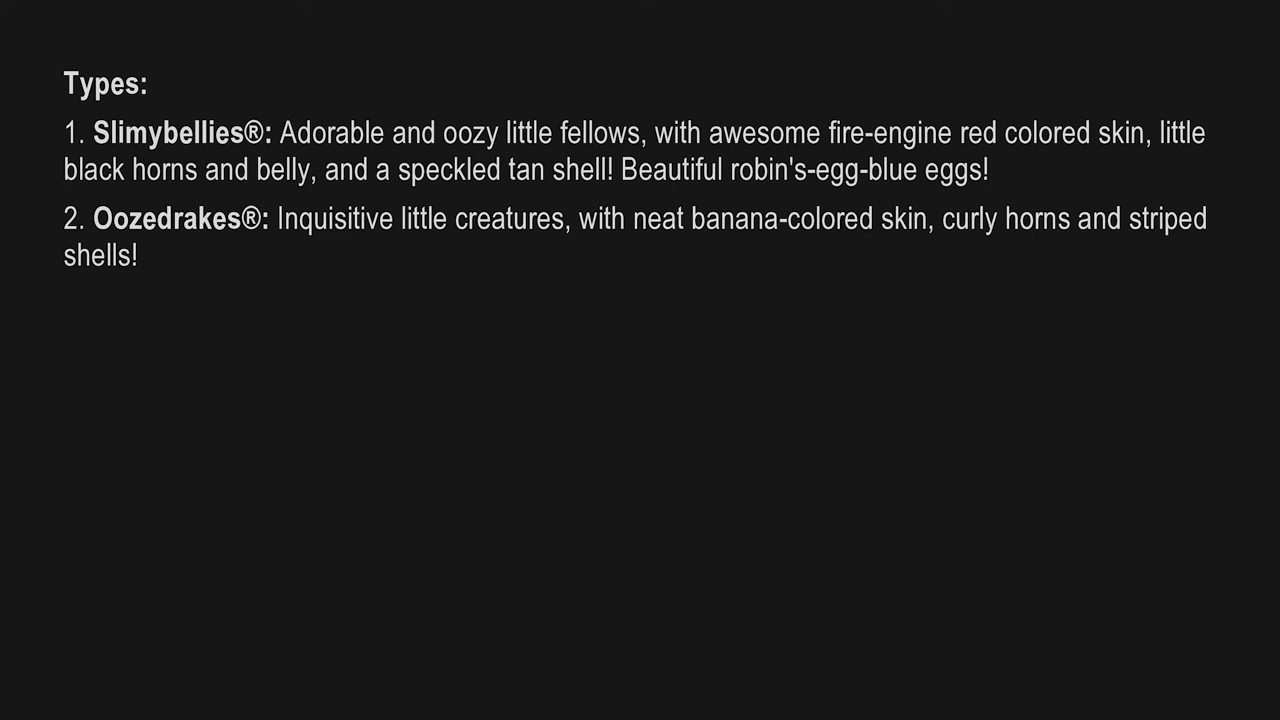 Types:
1. Slimybellies®: Adorable and oozy little fellows, with awesome fire-engine red colored skin, little
black horns and belly, and a speckled tan shell! Beautiful robin's-egg-blue eggs!
2. Oozedrakes®: Inquisitive little creatures, with neat banana-colored skin, curly horns and striped
shells!